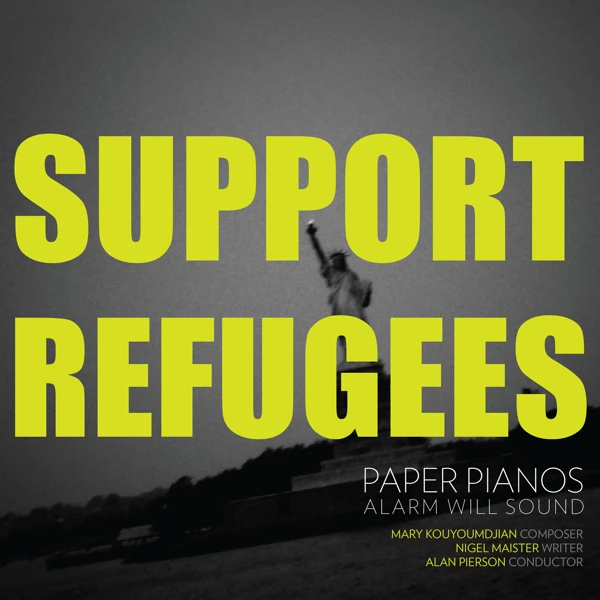 SUPPORT
REFUGEES
PAPER PIANOS
ALARM WILL SOUND
MARY KOUYOUMDJIAN COMPOSER
NIGEL MAISTER WRITER
ALAN PIERSON CONDUCTOR